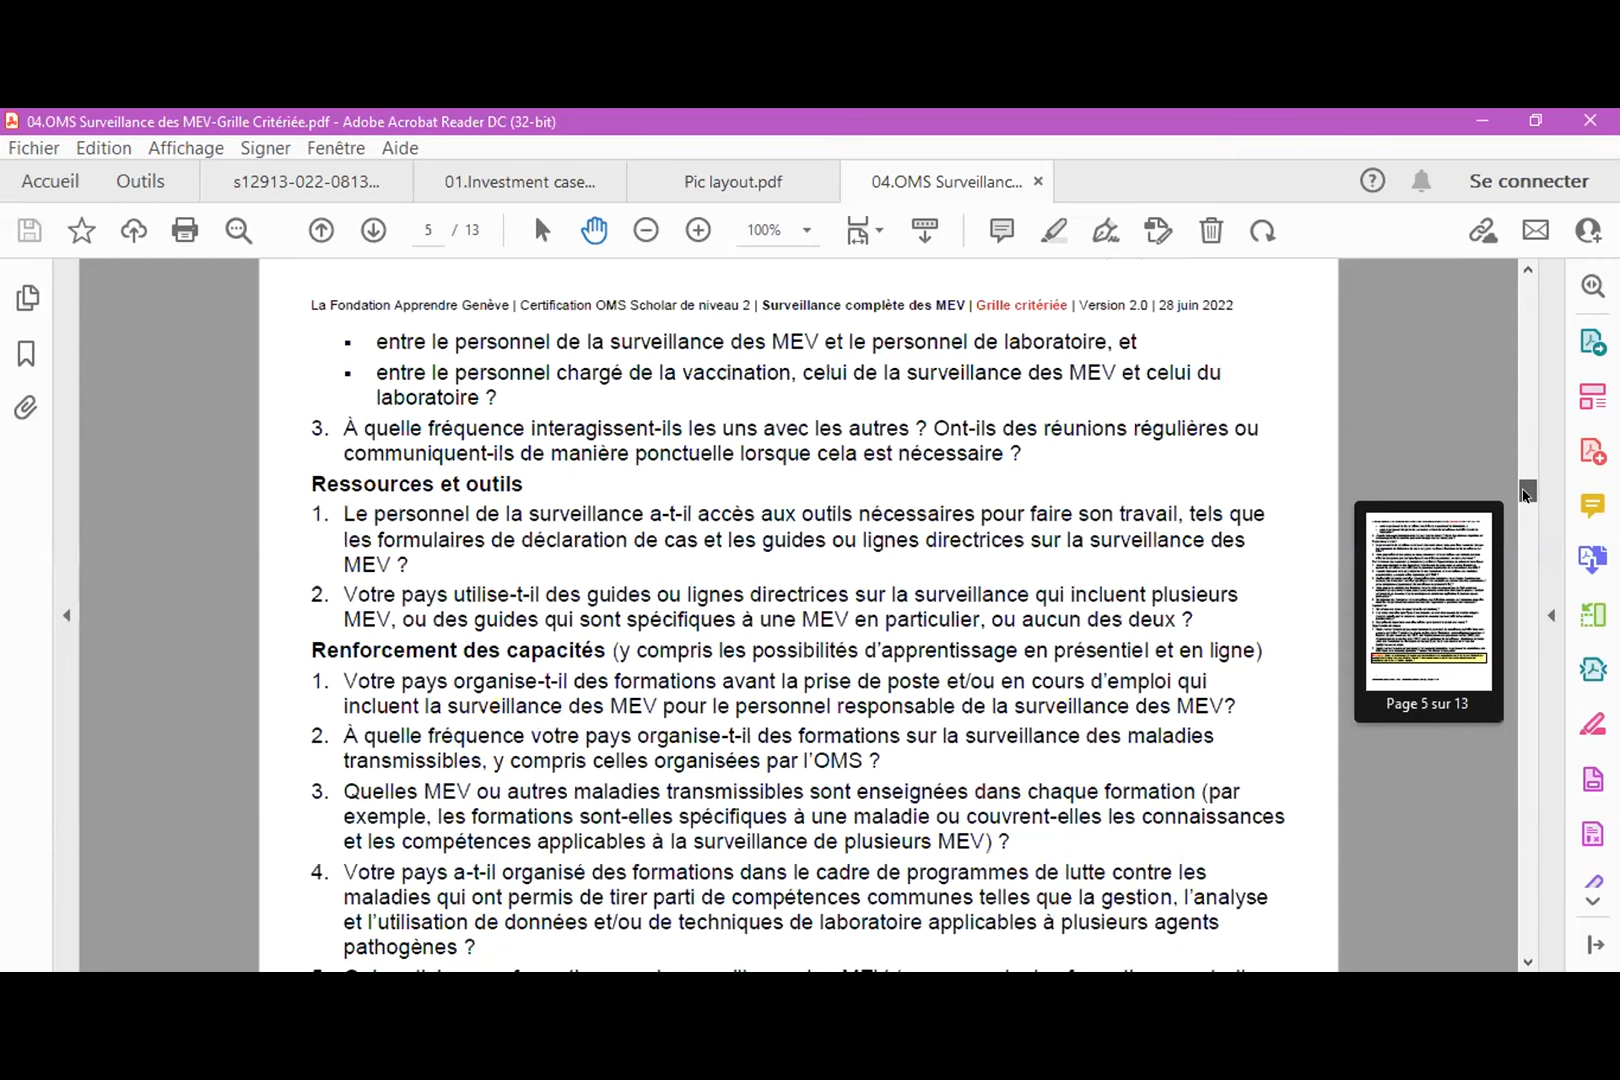 04.OMS Surveillance des MEV-Grille Critériée.pdf - Adobe Acrobat Reader DC (32-bit)
Fichier Edition Affichage Signer Fenêtre Aide
Accueil Outils s12913-022-0813... 01.Investment case... Pic layout.pdf 04.OMS Surveillanc... Se connecter
5 / 13 100%
La Fondation Apprendre Genève | Certification OMS Scholar de niveau 2 | Surveillance complète des MEV | Grille critériée | Version 2.0 | 28 juin 2022
▪ entre le personnel de la surveillance des MEV et le personnel de laboratoire, et
▪ entre le personnel chargé de la vaccination, celui de la surveillance des MEV et celui du
laboratoire ?
3. À quelle fréquence interagissent-ils les uns avec les autres ? Ont-ils des réunions régulières ou
communiquent-ils de manière ponctuelle lorsque cela est nécessaire ?
Ressources et outils
1. Le personnel de la surveillance a-t-il accès aux outils nécessaires pour faire son travail, tels que
les formulaires de déclaration de cas et les guides ou lignes directrices sur la surveillance des
MEV ?
2. Votre pays utilise-t-il des guides ou lignes directrices sur la surveillance qui incluent plusieurs
MEV, ou des guides qui sont spécifiques à une MEV en particulier, ou aucun des deux ?
Renforcement des capacités (y compris les possibilités d'apprentissage en présentiel et en ligne)
1. Votre pays organise-t-il des formations avant la prise de poste et/ou en cours d'emploi qui
incluent la surveillance des MEV pour le personnel responsable de la surveillance des MEV?
2. À quelle fréquence votre pays organise-t-il des formations sur la surveillance des maladies
transmissibles, y compris celles organisées par l'OMS ?
3. Quelles MEV ou autres maladies transmissibles sont enseignées dans chaque formation (par
exemple, les formations sont-elles spécifiques à une maladie ou couvrent-elles les connaissances
et les compétences applicables à la surveillance de plusieurs MEV) ?
4. Votre pays a-t-il organisé des formations dans le cadre de programmes de lutte contre les
maladies qui ont permis de tirer parti de compétences communes telles que la gestion, l'analyse
et l'utilisation de données et/ou de techniques de laboratoire applicables à plusieurs agents
pathogènes ?
Page 5 sur 13